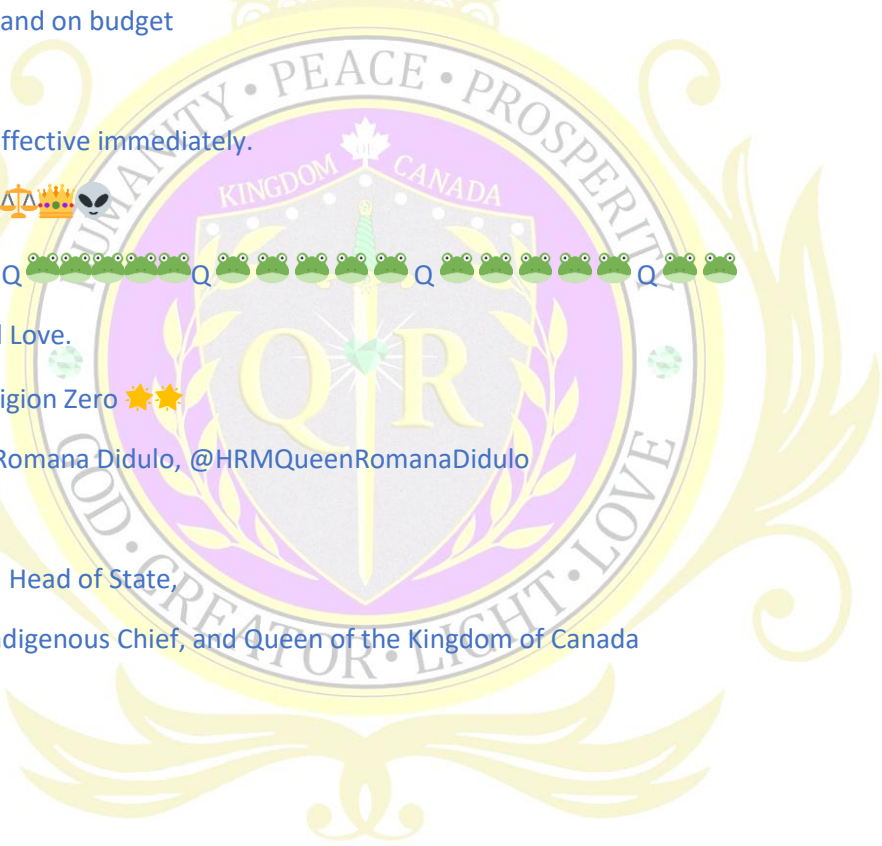 and on budget
ffective immediately.
⚖️👑👽
Q🐸🐸🐸🐸🐸Q🐸🐸🐸🐸🐸Q🐸🐸🐸🐸🐸Q🐸🐸
Love.
igion Zero 🌟🌟
Romana Didulo, @HRMQueenRomanaDidulo
Head of State,
ndigenous Chief, and Queen of the Kingdom of Canada
HUMANITY • PEACE • PROSPERITY
KINGDOM CANADA
QR
GOD • CREATOR • LIGHT • LOVE